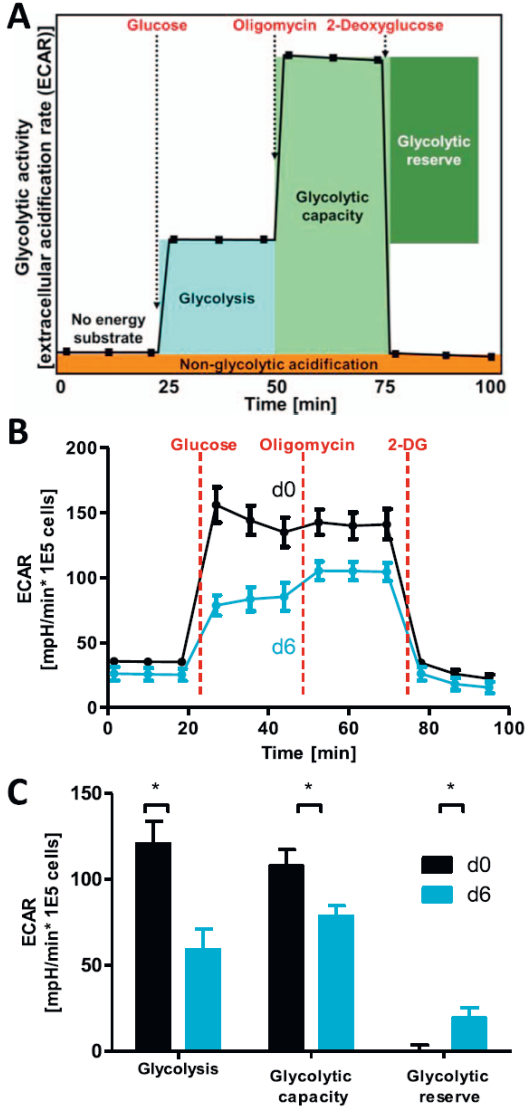 A
Glucose
Oligomycin
2-Deoxyglucose
Glycolytic activity
[extracellular acidification rate (ECAR)]
Glycolytic
reserve
Glycolytic
capacity
Glycolysis
No energy
substrate
Non-glycolytic acidification
0
25
50
75
100
Time [min]
B
200
150
100
50
0
ECAR
[mpH/min* 1E5 cells]
Glucose
Oligomycin
2-DG
d0
d6
0
20
40
60
80
100
Time [min]
C
150
100
50
0
ECAR
[mpH/min* 1E5 cells]
*
*
*
d0
d6
Glycolysis
Glycolytic
capacity
Glycolytic
reserve